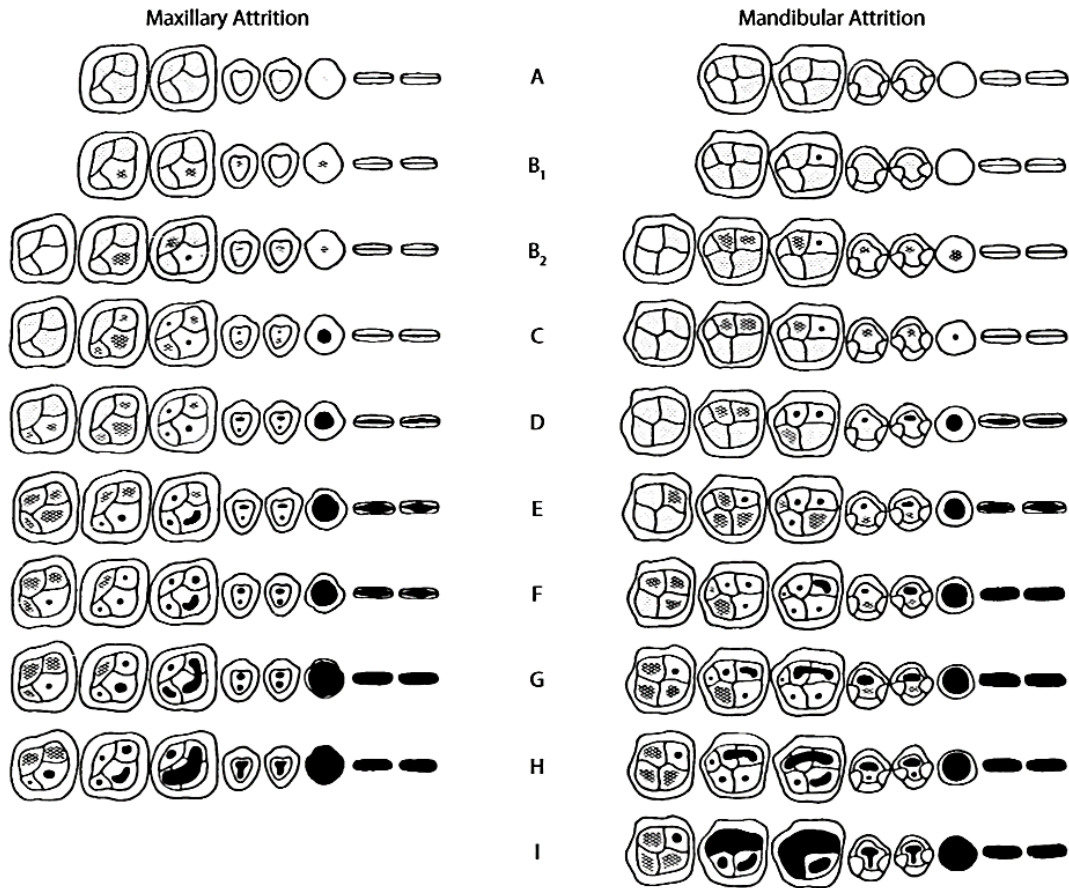 Maxillary Attrition
Mandibular Attrition
A
B1
B2
C
D
E
F
G
H
I